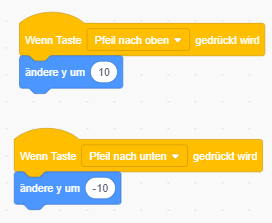 Wenn Taste Pfeil nach oben gedrückt wird
ändere y um 10
Wenn Taste Pfeil nach unten gedrückt wird
ändere y um -10